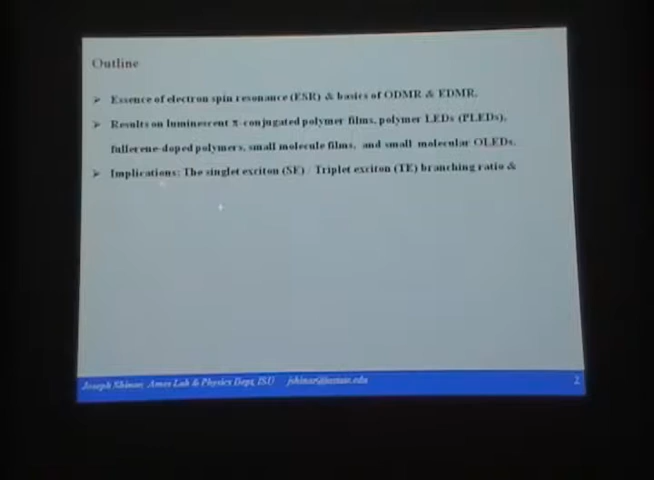 Outline
➢ Essence of electron spin resonance (ESR) & basics of ODMR & EDMR.
➢ Results on luminescent π-conjugated polymer films, polymer LEDs (PLEDs),
fullerene-doped polymers, small molecule films, and small molecular OLEDs.
➢ Implications: The singlet exciton (SE) / Triplet exciton (TE) branching ratio &
Joseph Shinar, Ames Lab & Physics Dept, ISU 2